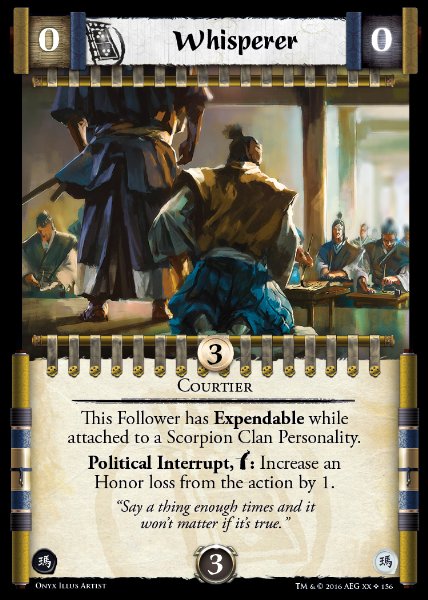 0 Whisperer 0
3
Courtier
This Follower has Expendable while
attached to a Scorpion Clan Personality.
Political Interrupt, : Increase an
Honor loss from the action by 1.
“Say a thing enough times and it
won’t matter if it’s true.”
瑪 3 瑪
Onyx Illus Artist TM & © 2016 AEG XX ❖ 156